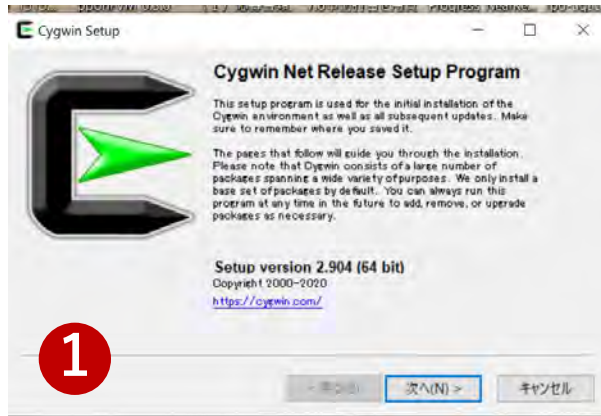 Cygwin Setup
Cygwin Net Release Setup Program
This setup program is used for the initial installation of the
Cygwin environment as well as all subsequent updates. Make
sure to remember where you saved it.
The pages that follow will guide you through the installation.
Please note that Cygwin consists of a large number of
packages spanning a wide variety of purposes. We only install a
base set of packages by default. You can always run this
program at any time in the future to add, remove, or upgrade
packages as necessary.
Setup version 2.904 (64 bit)
Copyright 2000-2020
https://cygwin.com/
1
次へ(N) >
キャンセル